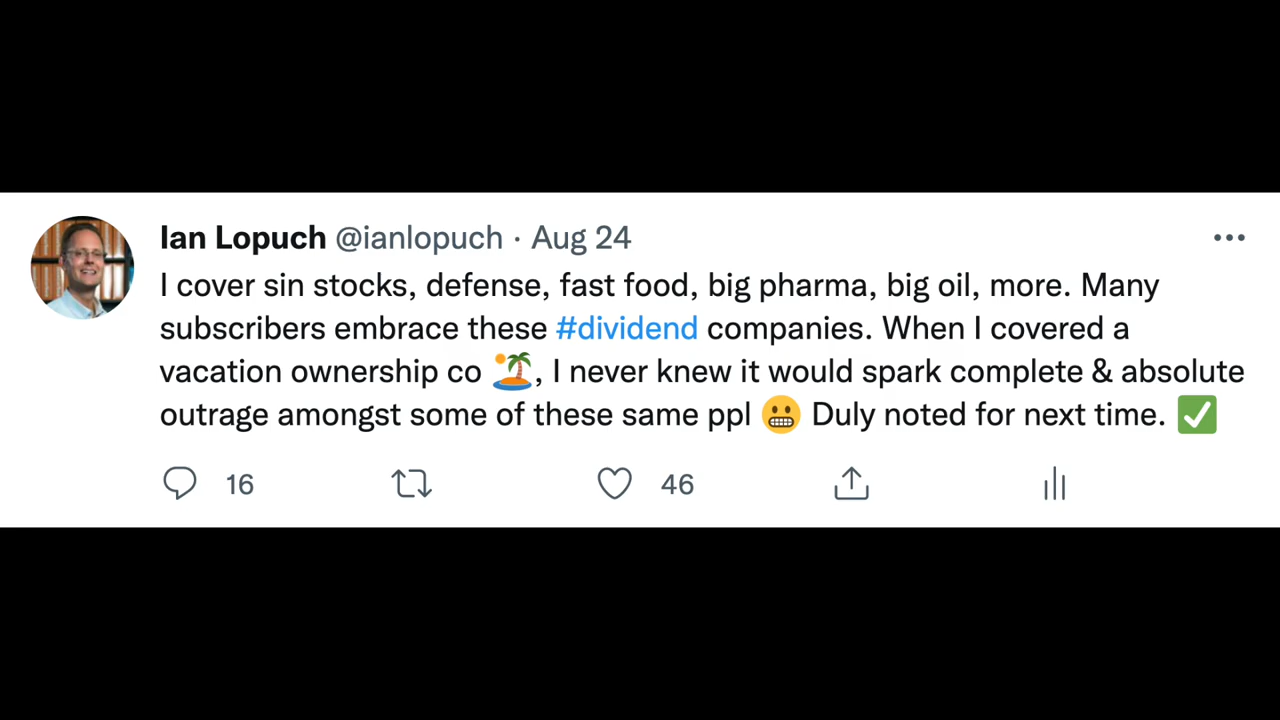 Ian Lopuch @ianlopuch · Aug 24
I cover sin stocks, defense, fast food, big pharma, big oil, more. Many
subscribers embrace these #dividend companies. When I covered a
vacation ownership co 🏝️, I never knew it would spark complete & absolute
outrage amongst some of these same ppl 😬 Duly noted for next time. ✅
16 46